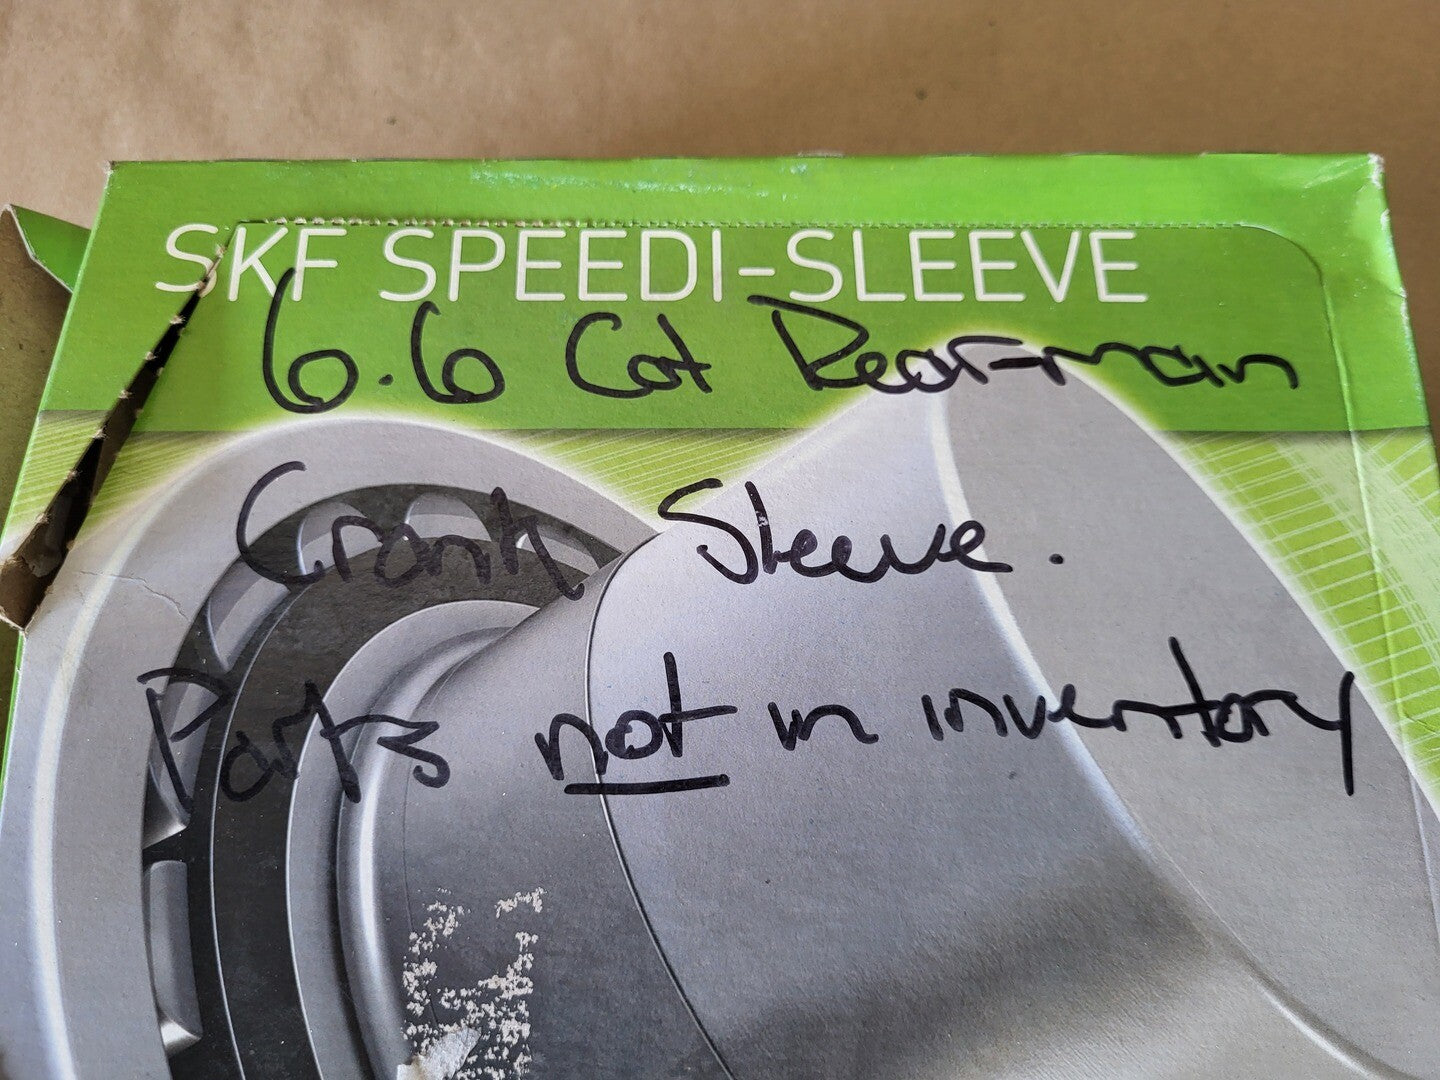 SKF SPEEDI-SLEEVE
6.6 Cat Rear-main
Crank Sleeve.
Parts not in inventory